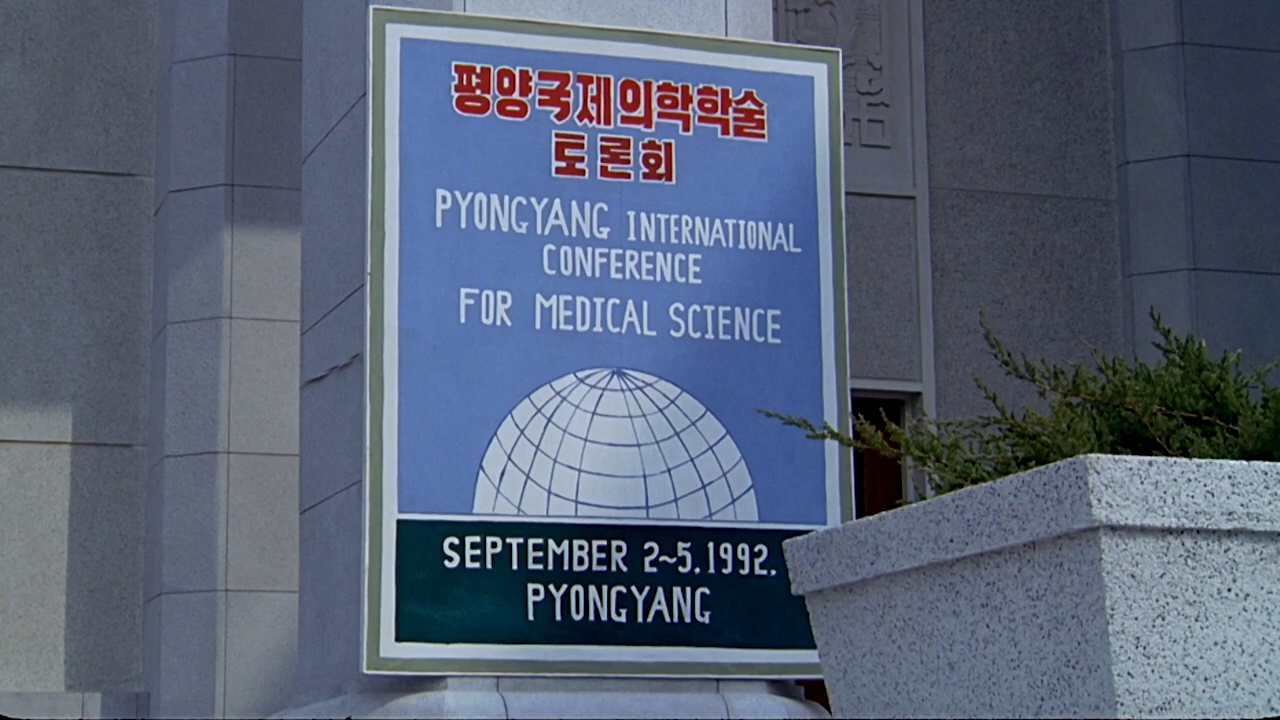 평양국제의학학술
토론회
PYONGYANG INTERNATIONAL
CONFERENCE
FOR MEDICAL SCIENCE
SEPTEMBER 2~5.1992.
PYONGYANG